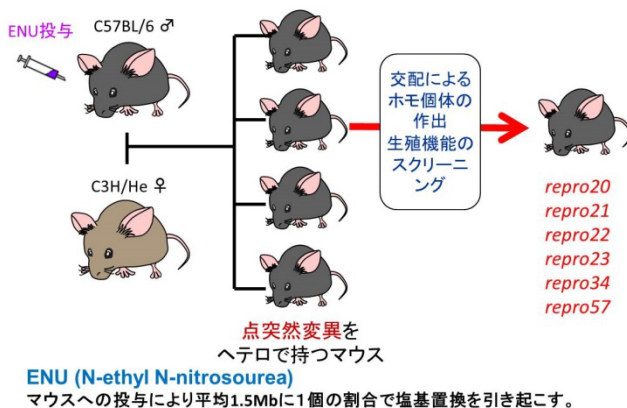 ENU投与
C57BL/6 ♂
C3H/He ♀
交配による
ホモ個体の
作出
生殖機能の
スクリーニ
ング
repro20
repro21
repro22
repro23
repro34
repro57
点突然変異を
ヘテロで持つマウス
ENU (N-ethyl N-nitrosourea)
マウスへの投与により平均1.5Mbに1個の割合で塩基置換を引き起こす。